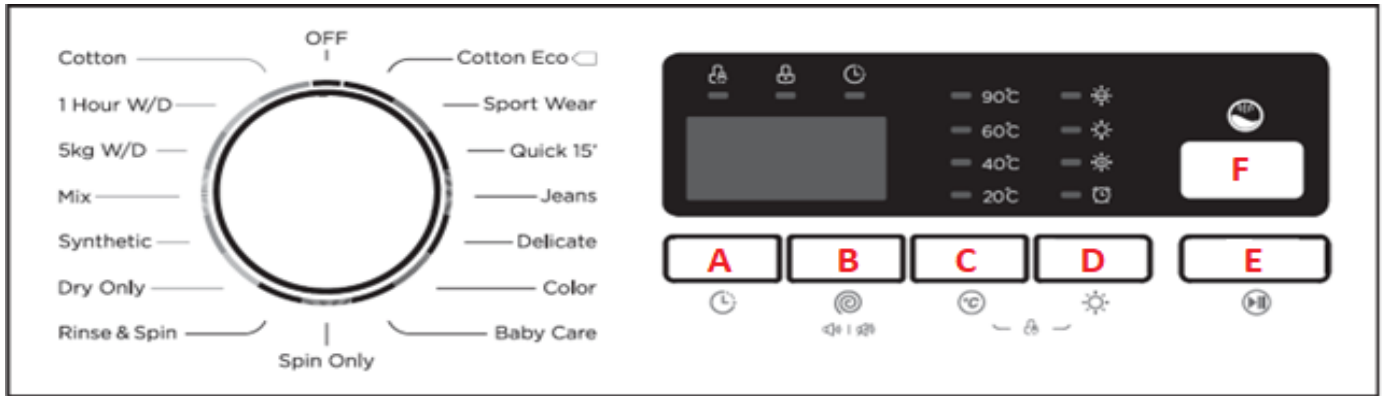 OFF
Cotton
1 Hour W/D
5kg W/D
Mix
Synthetic
Dry Only
Rinse & Spin
Spin Only
Cotton Eco
Sport Wear
Quick 15'
Jeans
Delicate
Color
Baby Care
90℃
60℃
40℃
20℃
F
A B C D E
℃